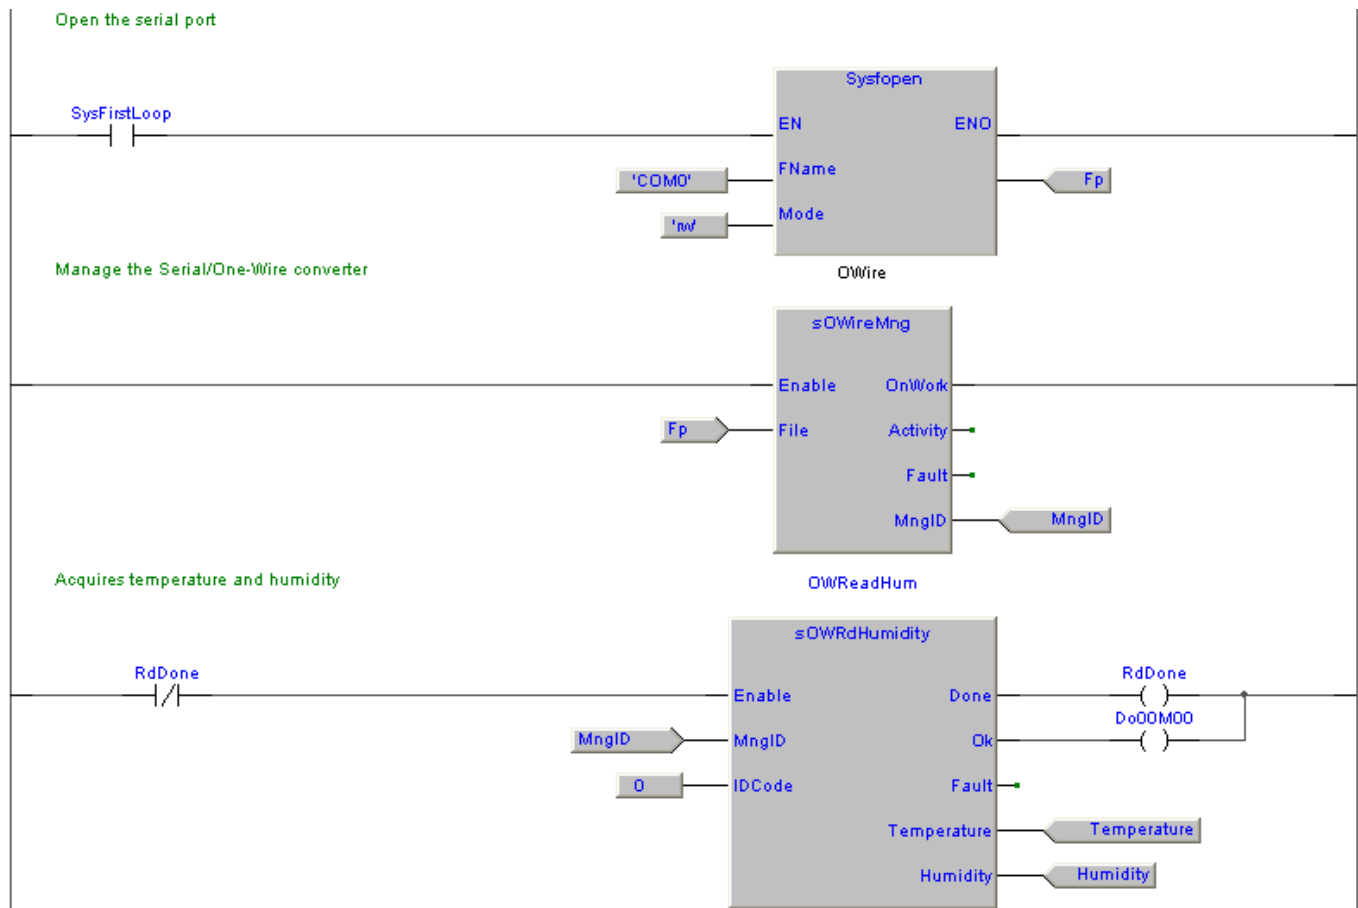 Open the serial port
Sysfopen
SysFirstLoop
EN ENO
'COM0' FName Fp
'rw' Mode
Manage the Serial/One-Wire converter
OWire
sOWireMng
Enable OnWork
Fp File Activity
Fault
MngID MngID
Acquires temperature and humidity
OWReadHum
sOWRdHumidity
RdDone RdDone
Enable Done
Do00M00
MngID MngID Ok
0 IDCode Fault
Temperature Temperature
Humidity Humidity